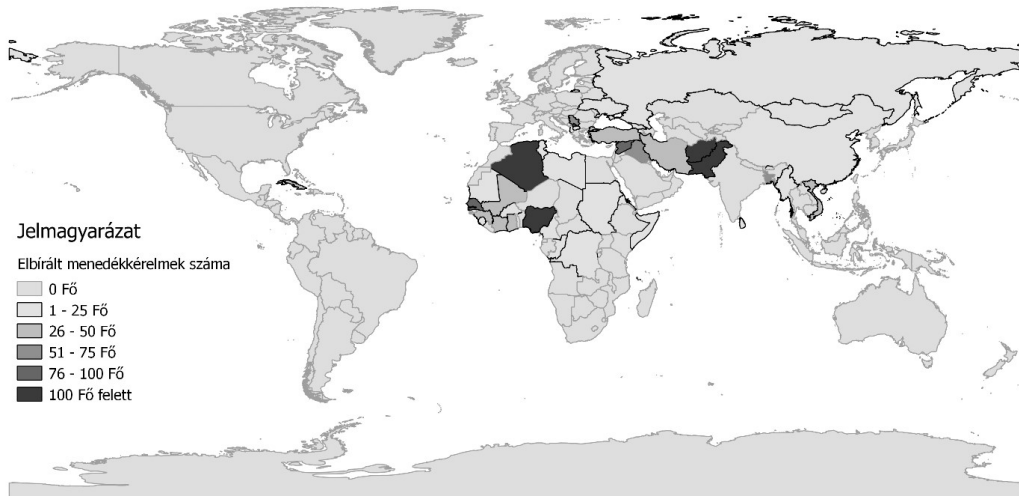 Jelmagyarázat
Elbírált menedékkérelmek száma
0 Fő
1 - 25 Fő
26 - 50 Fő
51 - 75 Fő
76 - 100 Fő
100 Fő felett